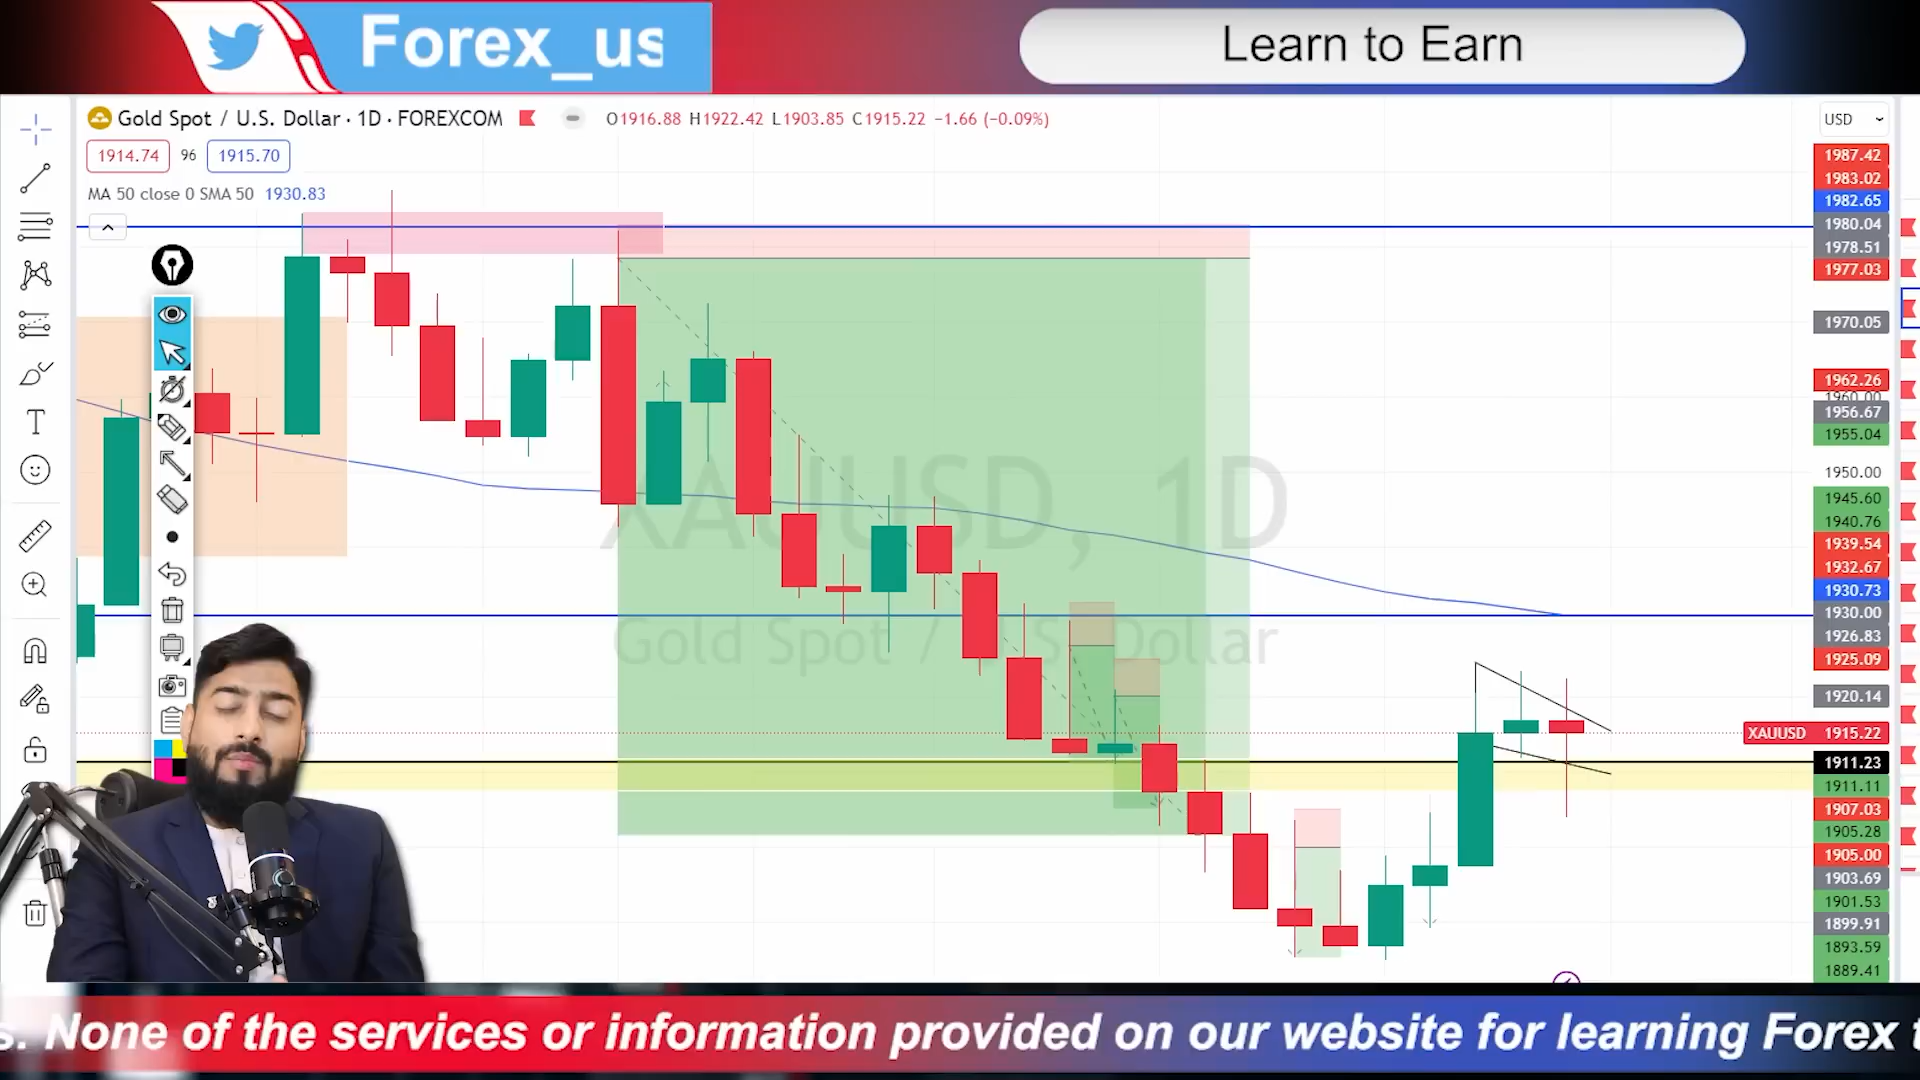 Forex_us
Learn to Earn
Gold Spot / U.S. Dollar · 1D · FOREXCOM
O1916.88 H1922.42 L1903.85 C1915.22 −1.66 (−0.09%)
USD
1914.74 96 1915.70
MA 50 close 0 SMA 50 1930.83
1987.42
1983.02
1982.65
1980.04
1978.51
1977.03
1970.05
1962.26
1960.00
1956.67
1955.04
1950.00
1945.60
1940.76
1939.54
1932.67
1930.73
1930.00
1926.83
1925.09
1920.14
XAUUSD 1915.22
1911.23
1911.11
1907.03
1905.28
1905.00
1903.69
1901.53
1899.91
1893.59
1889.41
XAUUSD, 1D
Gold Spot / U.S. Dollar
s. None of the services or information provided on our website for learning Forex t